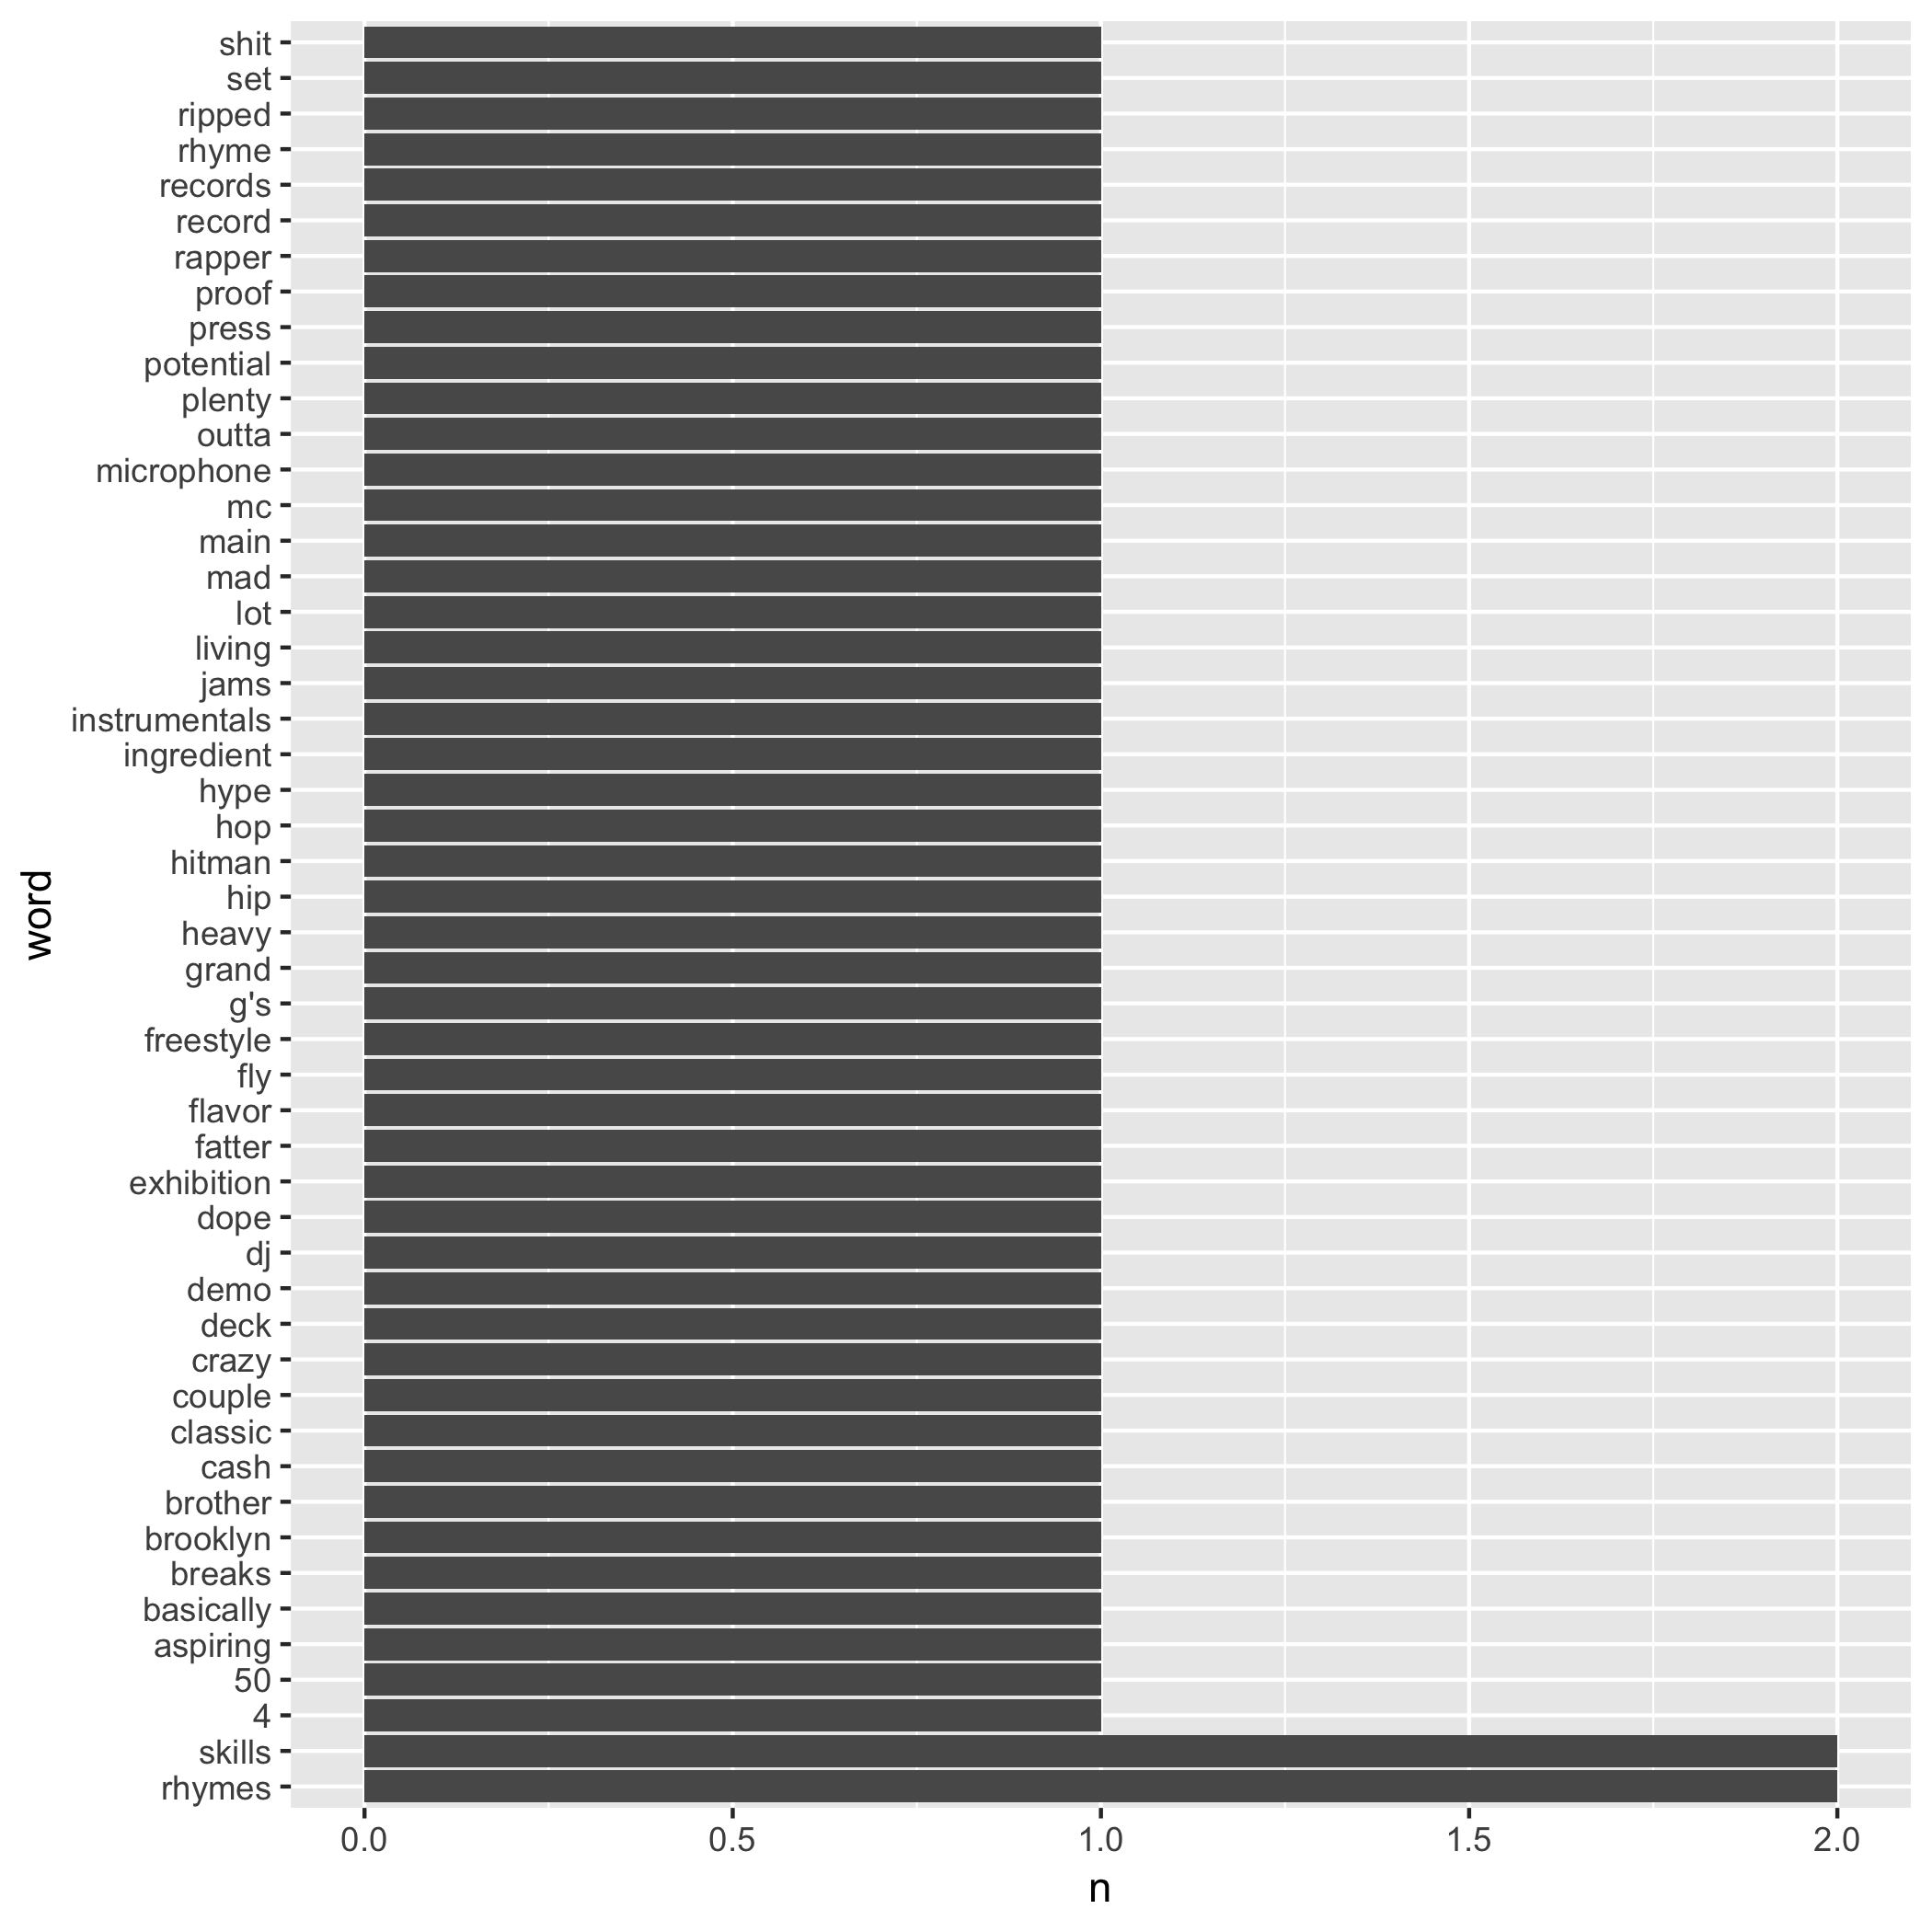 shit
set
ripped
rhyme
records
record
rapper
proof
press
potential
plenty
outta
microphone
mc
main
mad
lot
living
jams
instrumentals
ingredient
hype
hop
hitman
hip
heavy
grand
g's
freestyle
fly
flavor
fatter
exhibition
dope
dj
demo
deck
crazy
couple
classic
cash
brother
brooklyn
breaks
basically
aspiring
50
4
skills
rhymes
word
0.0 0.5 1.0 1.5 2.0
n